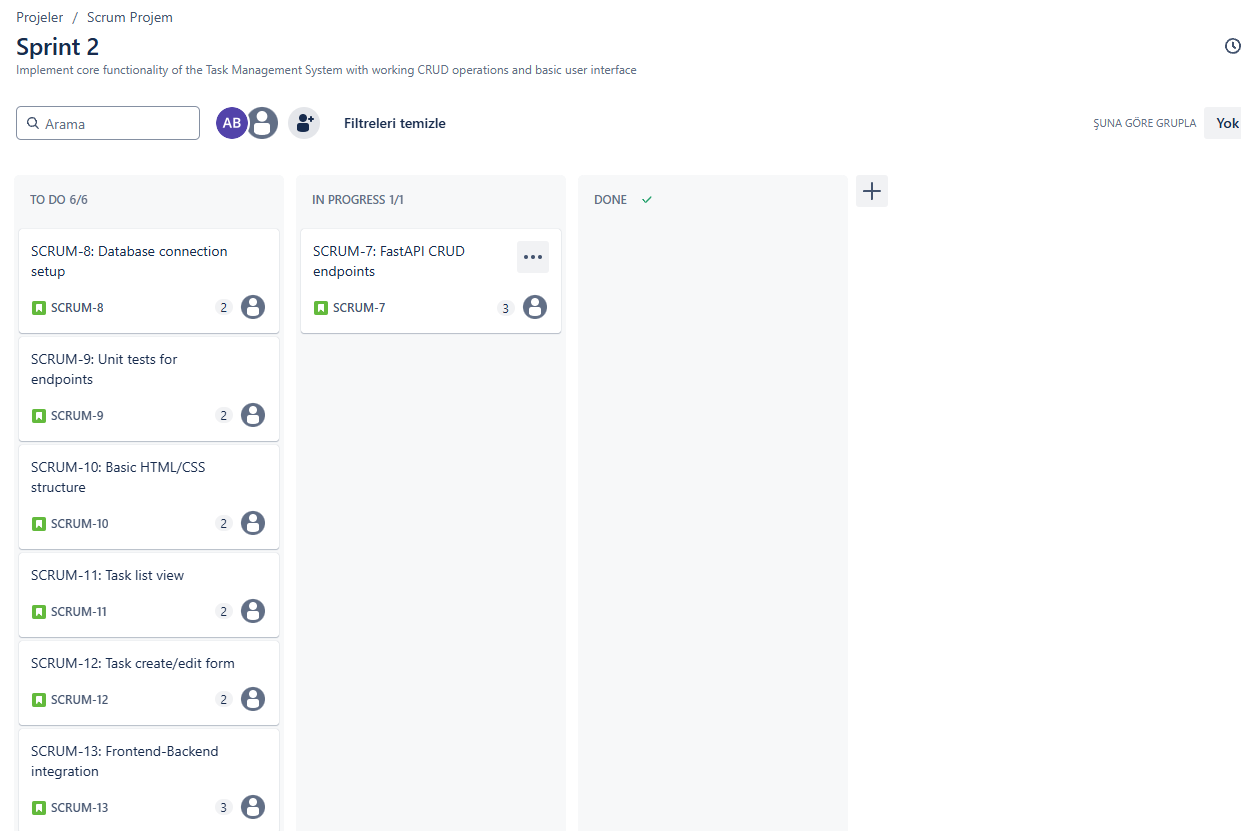 Projeler / Scrum Projem
Sprint 2
Implement core functionality of the Task Management System with working CRUD operations and basic user interface
Arama
AB
Filtreleri temizle
ŞUNA GÖRE GRUPLA
Yok
TO DO 6/6
SCRUM-8: Database connection
setup
SCRUM-8 2
SCRUM-9: Unit tests for
endpoints
SCRUM-9 2
SCRUM-10: Basic HTML/CSS
structure
SCRUM-10 2
SCRUM-11: Task list view
SCRUM-11 2
SCRUM-12: Task create/edit form
SCRUM-12 2
SCRUM-13: Frontend-Backend
integration
SCRUM-13 3
IN PROGRESS 1/1
SCRUM-7: FastAPI CRUD
endpoints
SCRUM-7 3
DONE